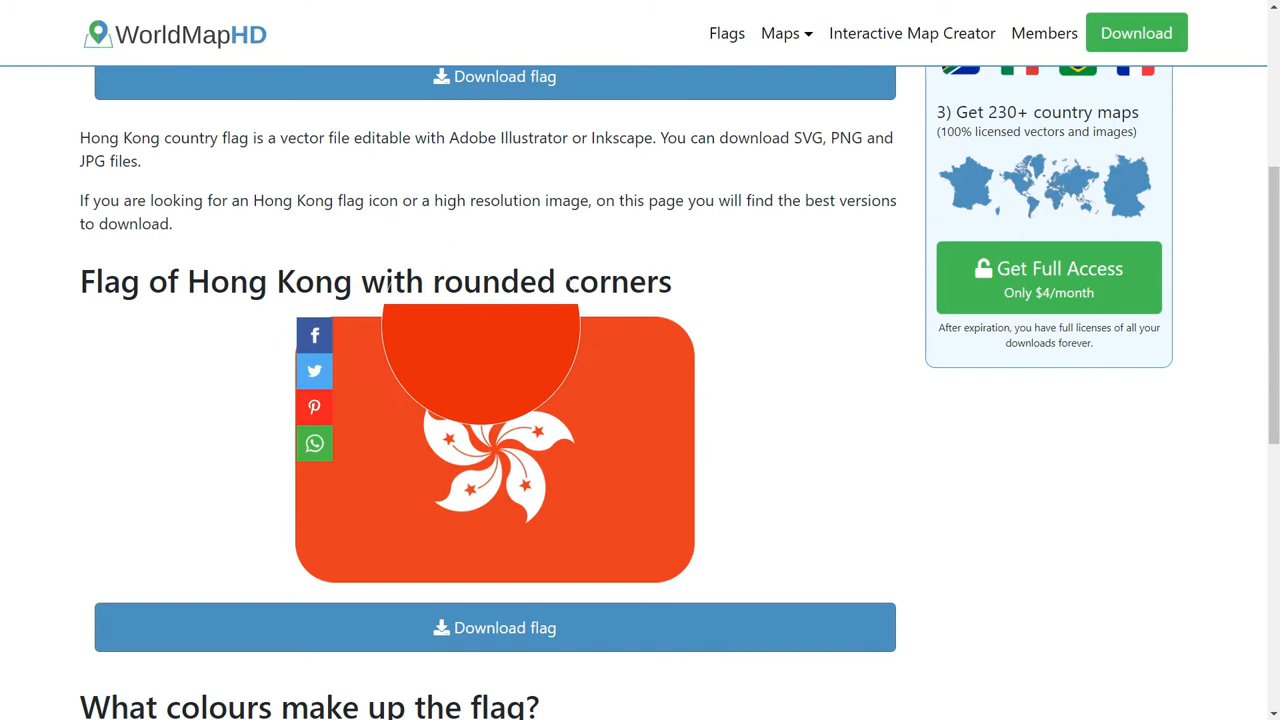 WorldMapHD
Flags
Maps
Interactive Map Creator
Members
Download
Download flag
Hong Kong country flag is a vector file editable with Adobe Illustrator or Inkscape. You can download SVG, PNG and
JPG files.
If you are looking for an Hong Kong flag icon or a high resolution image, on this page you will find the best versions
to download.
Flag of Hong Kong with rounded corners
Download flag
What colours make up the flag?
3) Get 230+ country maps
(100% licensed vectors and images)
Get Full Access
Only $4/month
After expiration, you have full licenses of all your
downloads forever.